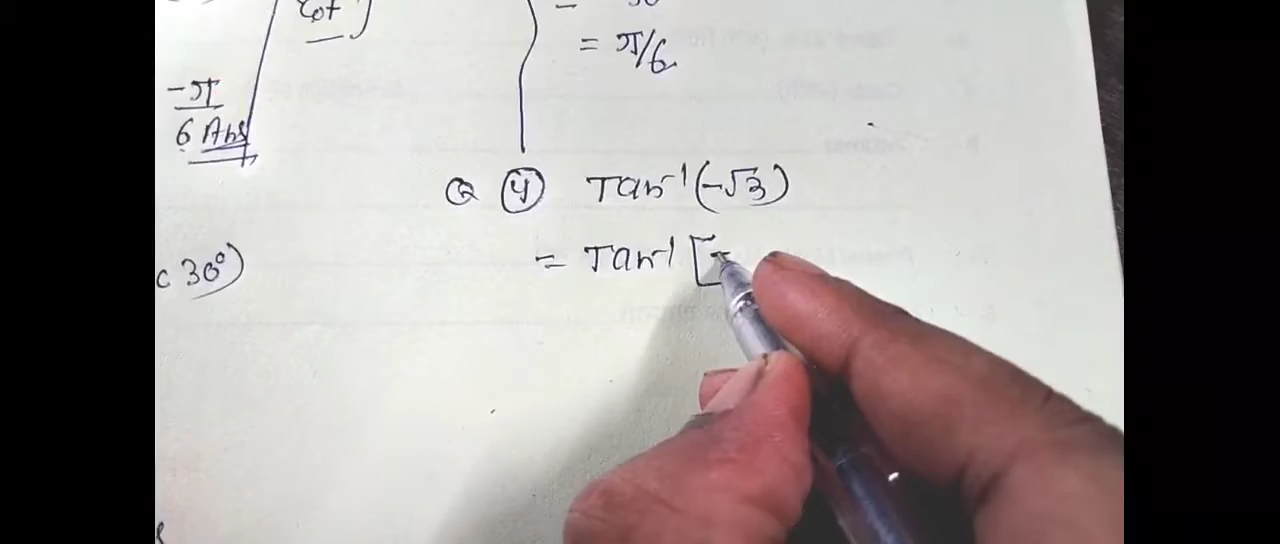 Cot
-π
6 Ans
c 30°)
= π/6
Q ④ Tan⁻¹(-√3)
= Tan⁻¹ [-